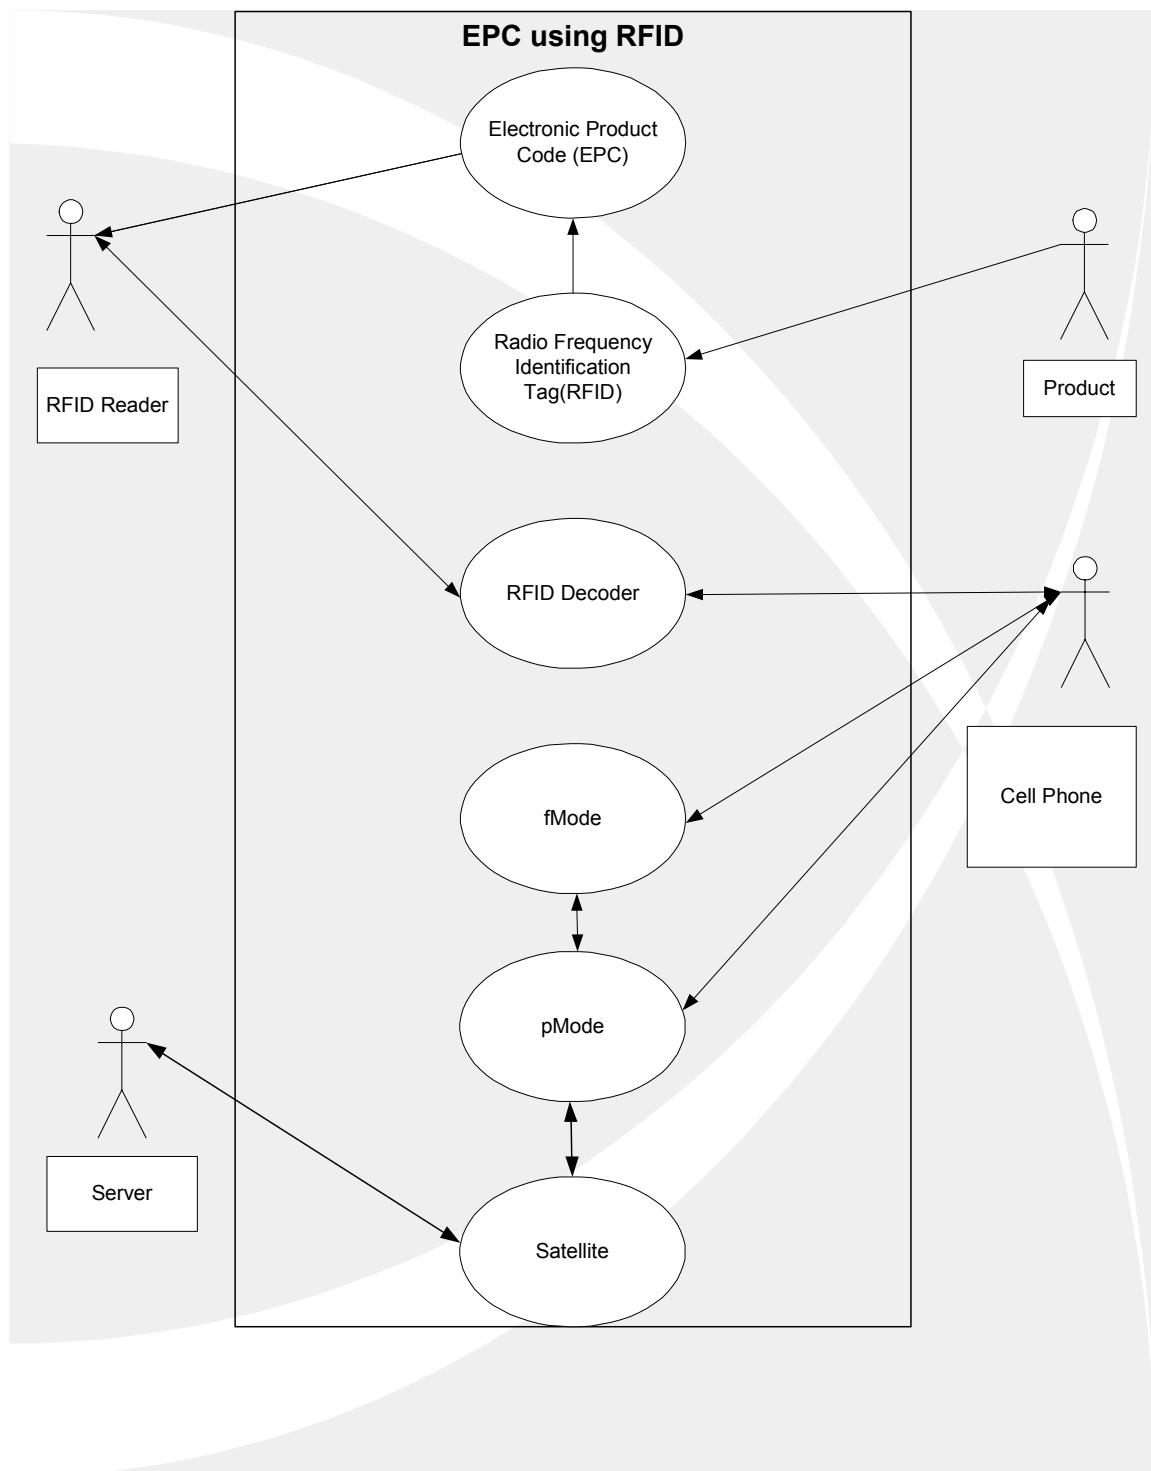 EPC using RFID
Electronic Product
Code (EPC)
Radio Frequency
Identification
Tag(RFID)
RFID Reader
Product
RFID Decoder
fMode
Cell Phone
pMode
Server
Satellite